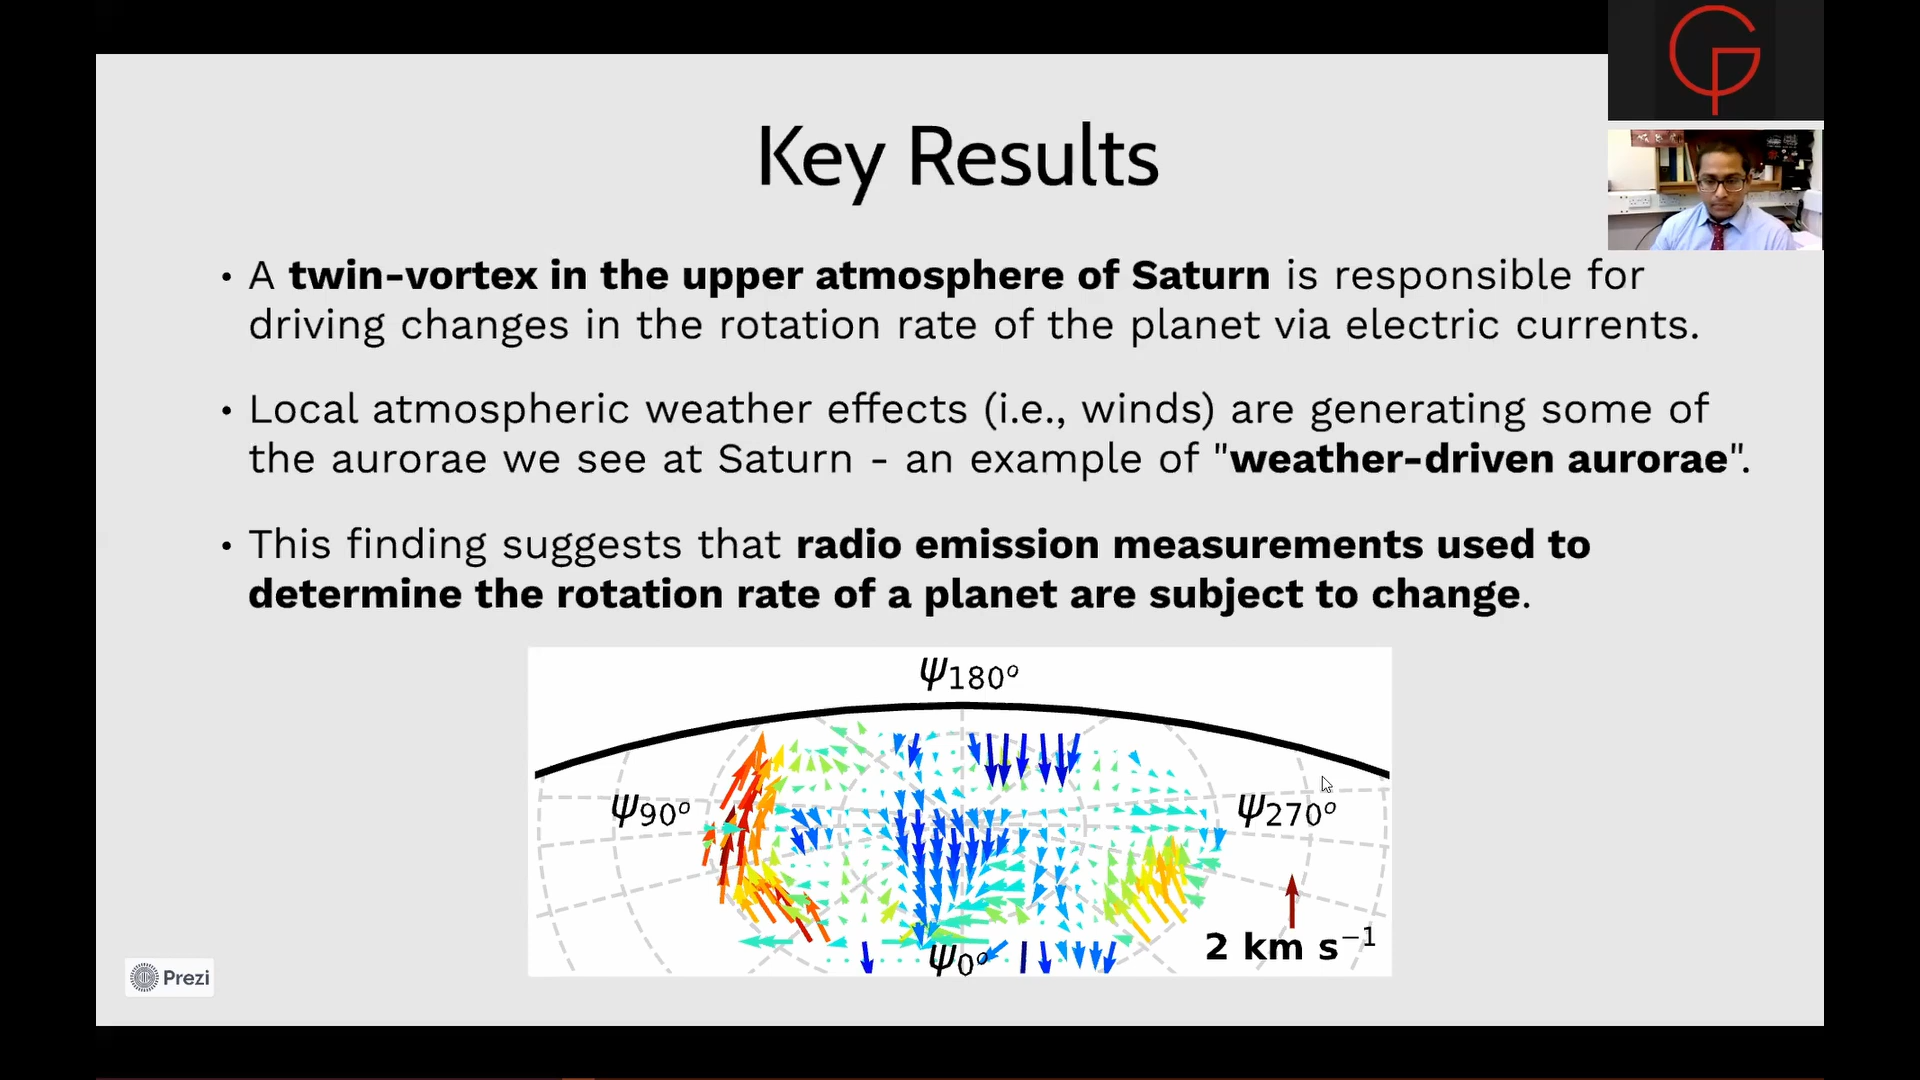 Key Results
• A twin-vortex in the upper atmosphere of Saturn is responsible for
driving changes in the rotation rate of the planet via electric currents.
• Local atmospheric weather effects (i.e., winds) are generating some of
the aurorae we see at Saturn - an example of "weather-driven aurorae".
• This finding suggests that radio emission measurements used to
determine the rotation rate of a planet are subject to change.
ψ180°
ψ90°
ψ270°
2 km s⁻¹
ψ0°
Prezi